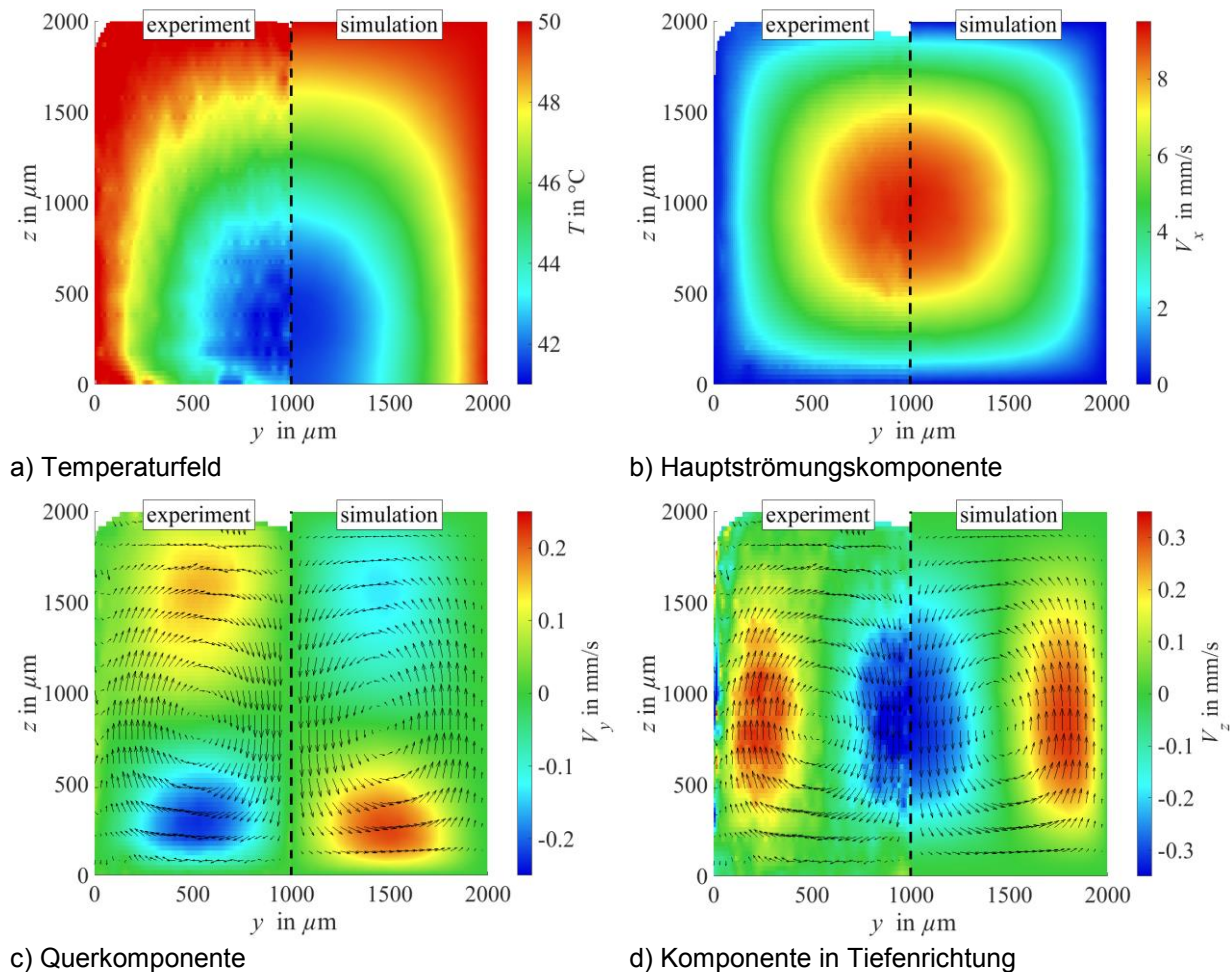 experiment simulation
2000
1500
1000
500
0
z in µm
0 500 1000 1500 2000
y in µm
50
48
46
44
42
T in °C
a) Temperaturfeld
experiment simulation
2000
1500
1000
500
0
z in µm
0 500 1000 1500 2000
y in µm
8
6
4
2
0
V_x in mm/s
b) Hauptströmungskomponente
experiment simulation
2000
1500
1000
500
0
z in µm
0 500 1000 1500 2000
y in µm
0.2
0.1
0
-0.1
-0.2
V_y in mm/s
c) Querkomponente
experiment simulation
2000
1500
1000
500
0
z in µm
0 500 1000 1500 2000
y in µm
0.3
0.2
0.1
0
-0.1
-0.2
-0.3
V_z in mm/s
d) Komponente in Tiefenrichtung